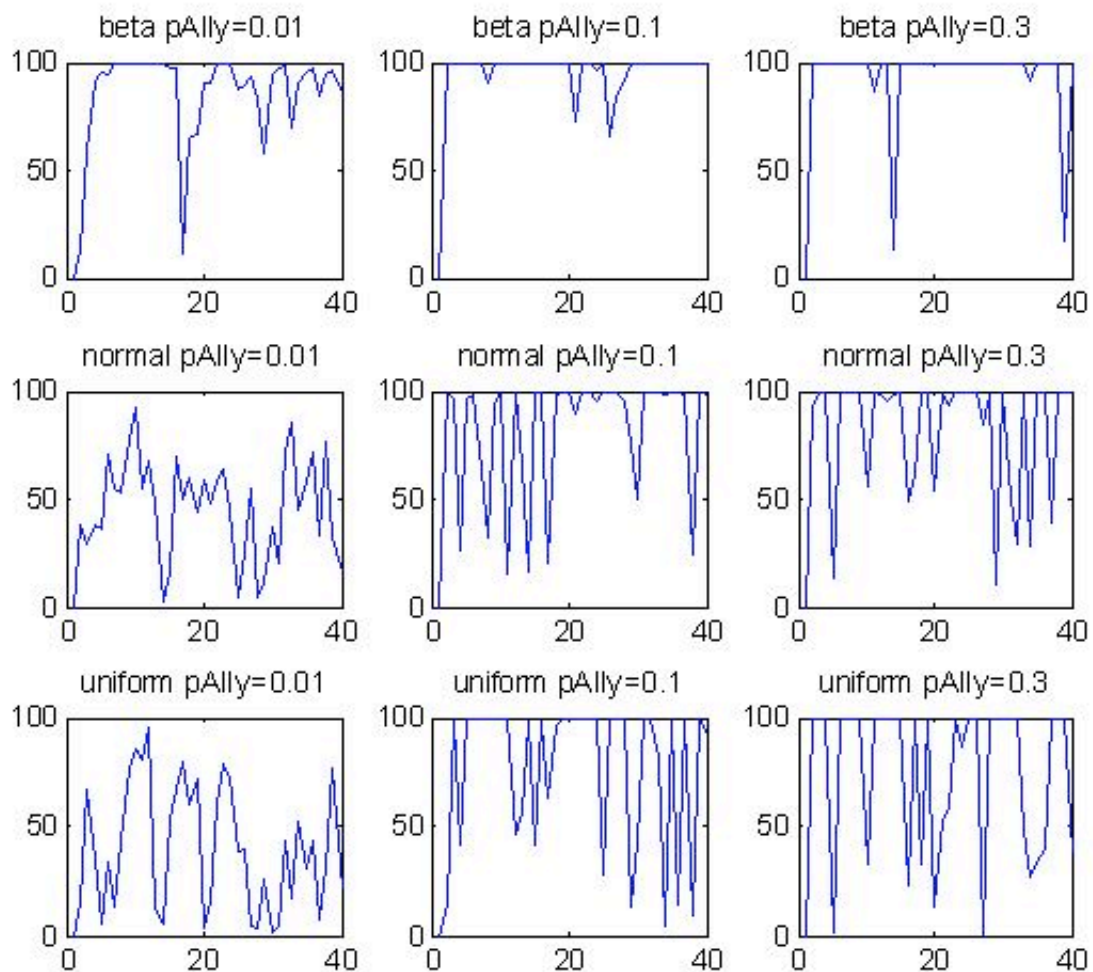 beta pAlly=0.01
beta pAlly=0.1
beta pAlly=0.3
100
50
0
0 20 40
100
50
0
0 20 40
100
50
0
0 20 40
normal pAlly=0.01
normal pAlly=0.1
normal pAlly=0.3
100
50
0
0 20 40
100
50
0
0 20 40
100
50
0
0 20 40
uniform pAlly=0.01
uniform pAlly=0.1
uniform pAlly=0.3
100
50
0
0 20 40
100
50
0
0 20 40
100
50
0
0 20 40